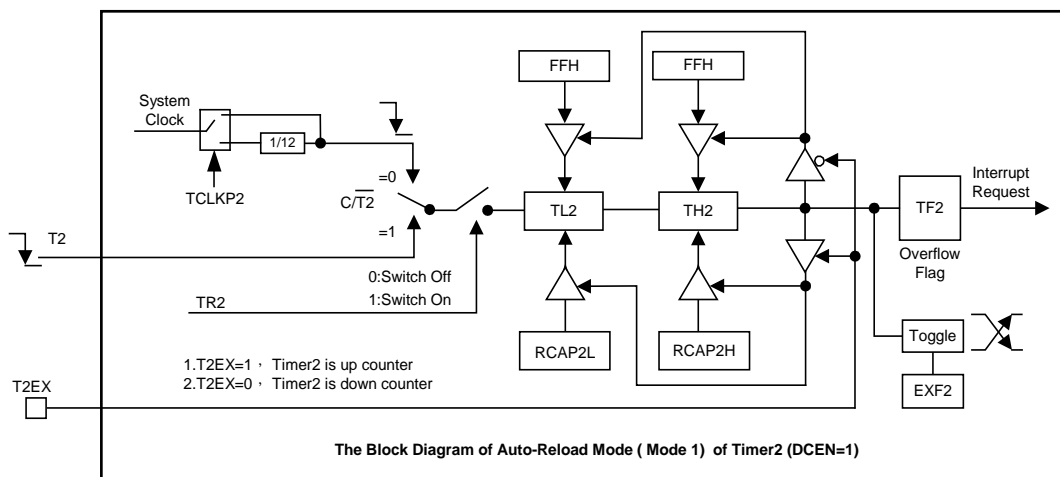 FFH
FFH
System
Clock
1/12
TCLKP2
=0
C/T2
=1
TL2
TH2
TF2
Interrupt
Request
Overflow
Flag
T2
0:Switch Off
1:Switch On
TR2
RCAP2L
RCAP2H
Toggle
EXF2
1.T2EX=1， Timer2 is up counter
2.T2EX=0， Timer2 is down counter
T2EX
The Block Diagram of Auto-Reload Mode ( Mode 1) of Timer2 (DCEN=1)